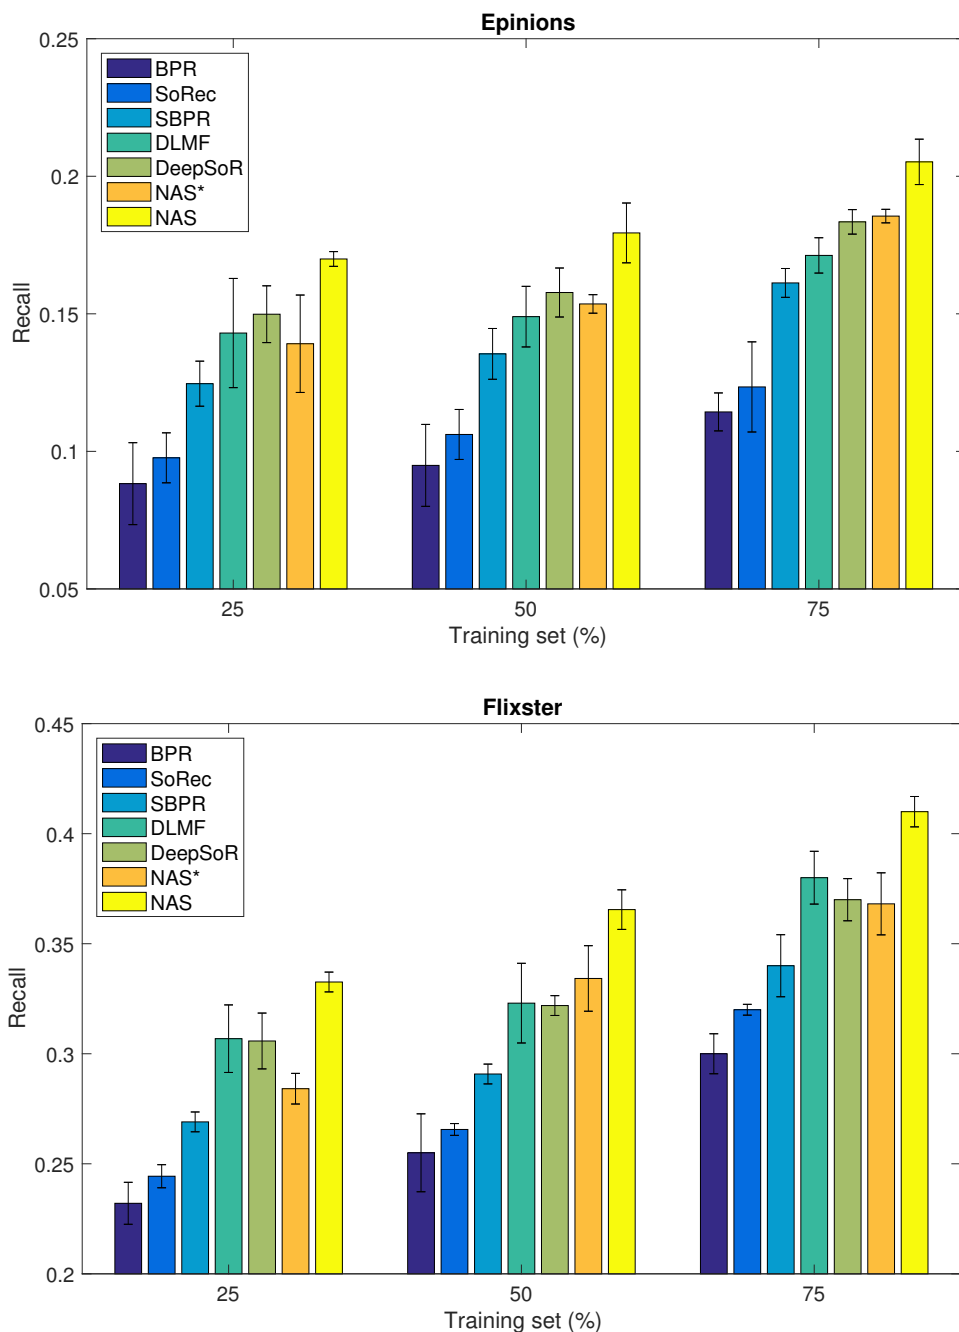 Epinions
0.25
0.2
0.15
0.1
0.05
Recall
BPR
SoRec
SBPR
DLMF
DeepSoR
NAS*
NAS
25 50 75
Training set (%)
Flixster
0.45
0.4
0.35
0.3
0.25
0.2
Recall
BPR
SoRec
SBPR
DLMF
DeepSoR
NAS*
NAS
25 50 75
Training set (%)